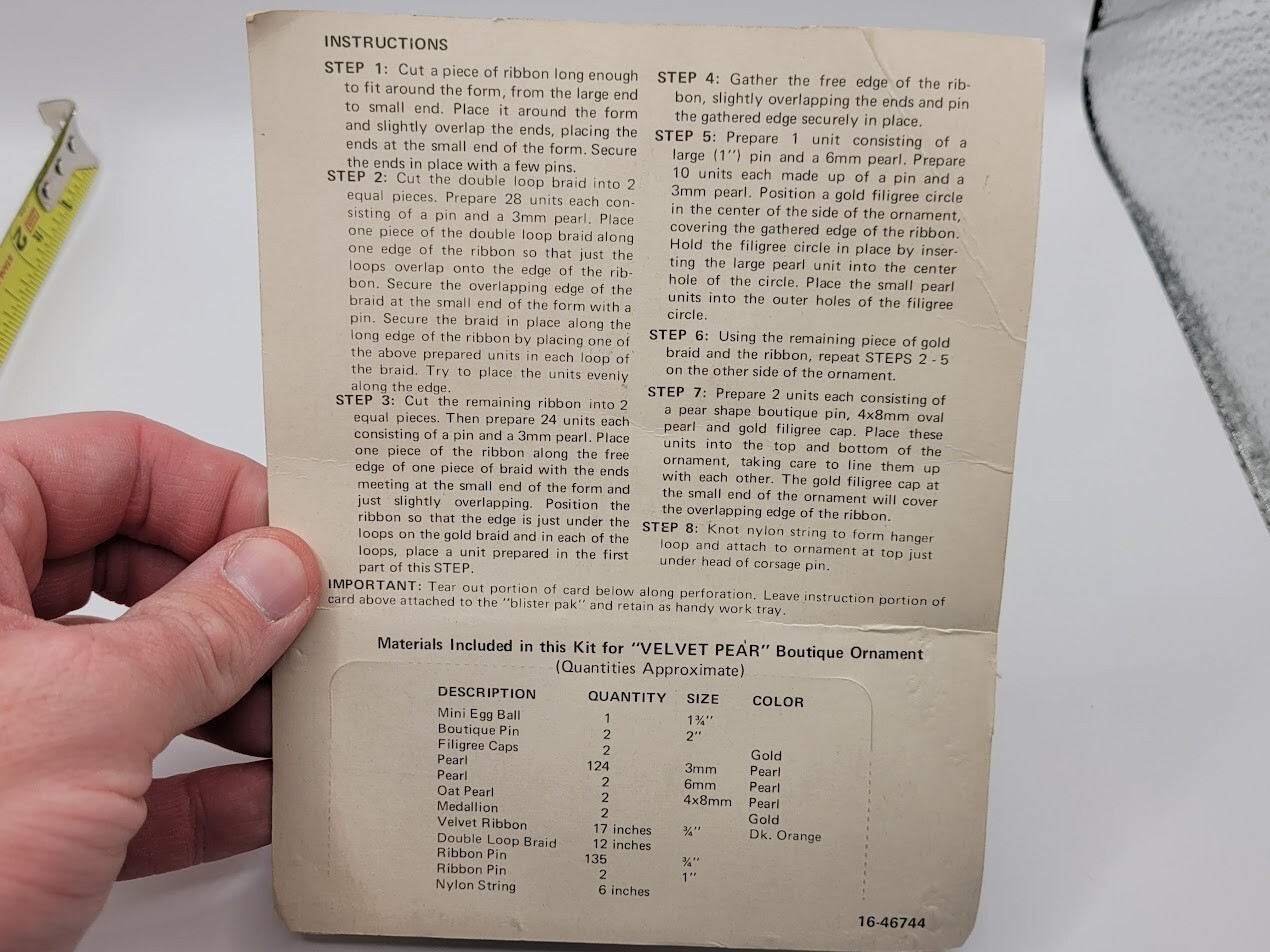 INSTRUCTIONS
STEP 1: Cut a piece of ribbon long enough
to fit around the form, from the large end
to small end. Place it around the form
and slightly overlap the ends, placing the
ends at the small end of the form. Secure
the ends in place with a few pins.
STEP 2: Cut the double loop braid into 2
equal pieces. Prepare 28 units each con-
sisting of a pin and a 3mm pearl. Place
one piece of the double loop braid along
one edge of the ribbon so that just the
loops overlap onto the edge of the rib-
bon. Secure the overlapping edge of the
braid at the small end of the form with a
pin. Secure the braid in place along the
long edge of the ribbon by placing one of
the above prepared units in each loop of
the braid. Try to place the units evenly
along the edge.
STEP 3: Cut the remaining ribbon into 2
equal pieces. Then prepare 24 units each
consisting of a pin and a 3mm pearl. Place
one piece of the ribbon along the free
edge of one piece of braid with the ends
meeting at the small end of the form and
just slightly overlapping. Position the
ribbon so that the edge is just under the
loops on the gold braid and in each of the
loops, place a unit prepared in the first
part of this STEP.
STEP 4: Gather the free edge of the rib-
bon, slightly overlapping the ends and pin
the gathered edge securely in place.
STEP 5: Prepare 1 unit consisting of a
large (1") pin and a 6mm pearl. Prepare
10 units each made up of a pin and a
3mm pearl. Position a gold filigree circle
in the center of the side of the ornament,
covering the gathered edge of the ribbon.
Hold the filigree circle in place by inser-
ting the large pearl unit into the center
hole of the circle. Place the small pearl
units into the outer holes of the filigree
circle.
STEP 6: Using the remaining piece of gold
braid and the ribbon, repeat STEPS 2 - 5
on the other side of the ornament.
STEP 7: Prepare 2 units each consisting of
a pear shape boutique pin, 4x8mm oval
pearl and gold filigree cap. Place these
units into the top and bottom of the
ornament, taking care to line them up
with each other. The gold filigree cap at
the small end of the ornament will cover
the overlapping edge of the ribbon.
STEP 8: Knot nylon string to form hanger
loop and attach to ornament at top just
under head of corsage pin.
IMPORTANT: Tear out portion of card below along perforation. Leave instruction portion of
card above attached to the "blister pak" and retain as handy work tray.
Materials Included in this Kit for "VELVET PEAR" Boutique Ornament
(Quantities Approximate)
DESCRIPTION QUANTITY SIZE COLOR
Mini Egg Ball 1 1¾"
Boutique Pin 2 2"
Filigree Caps 2 Gold
Pearl 124 3mm Pearl
Pearl 2 6mm Pearl
Oat Pearl 2 4x8mm Pearl
Medallion 2 Gold
Velvet Ribbon 17 inches ¾" Dk. Orange
Double Loop Braid 12 inches
Ribbon Pin 135 ¾"
Ribbon Pin 2 1"
Nylon String 6 inches
16-46744
2